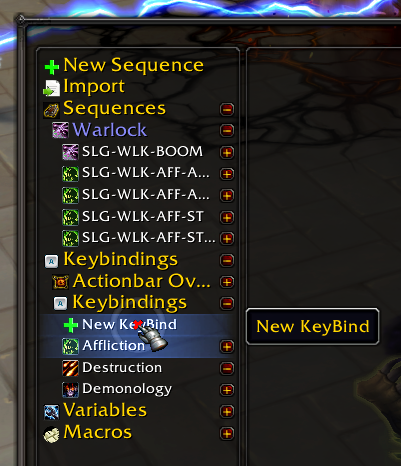 New Sequence
Import
Sequences
Warlock
SLG-WLK-BOOM
SLG-WLK-AFF-A...
SLG-WLK-AFF-A...
SLG-WLK-AFF-ST
SLG-WLK-AFF-ST...
Keybindings
Actionbar Ov...
Keybindings
New KeyBind
New KeyBind
Affliction
Destruction
Demonology
Variables
Macros